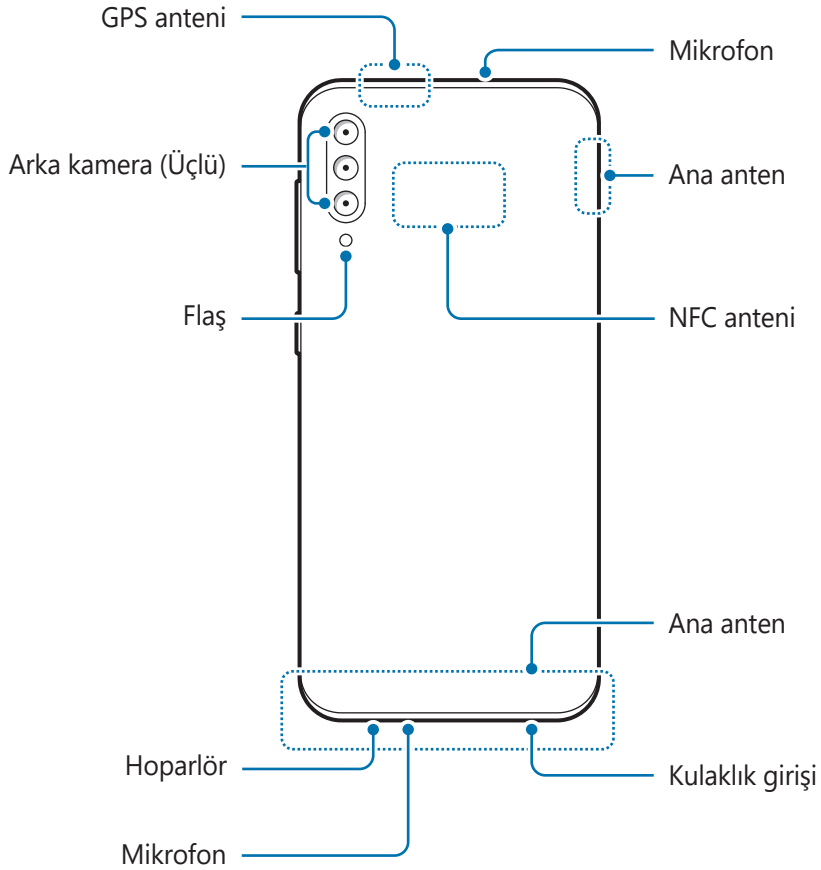 GPS anteni
Mikrofon
Arka kamera (Üçlü)
Ana anten
Flaş
NFC anteni
Ana anten
Hoparlör
Kulaklık girişi
Mikrofon